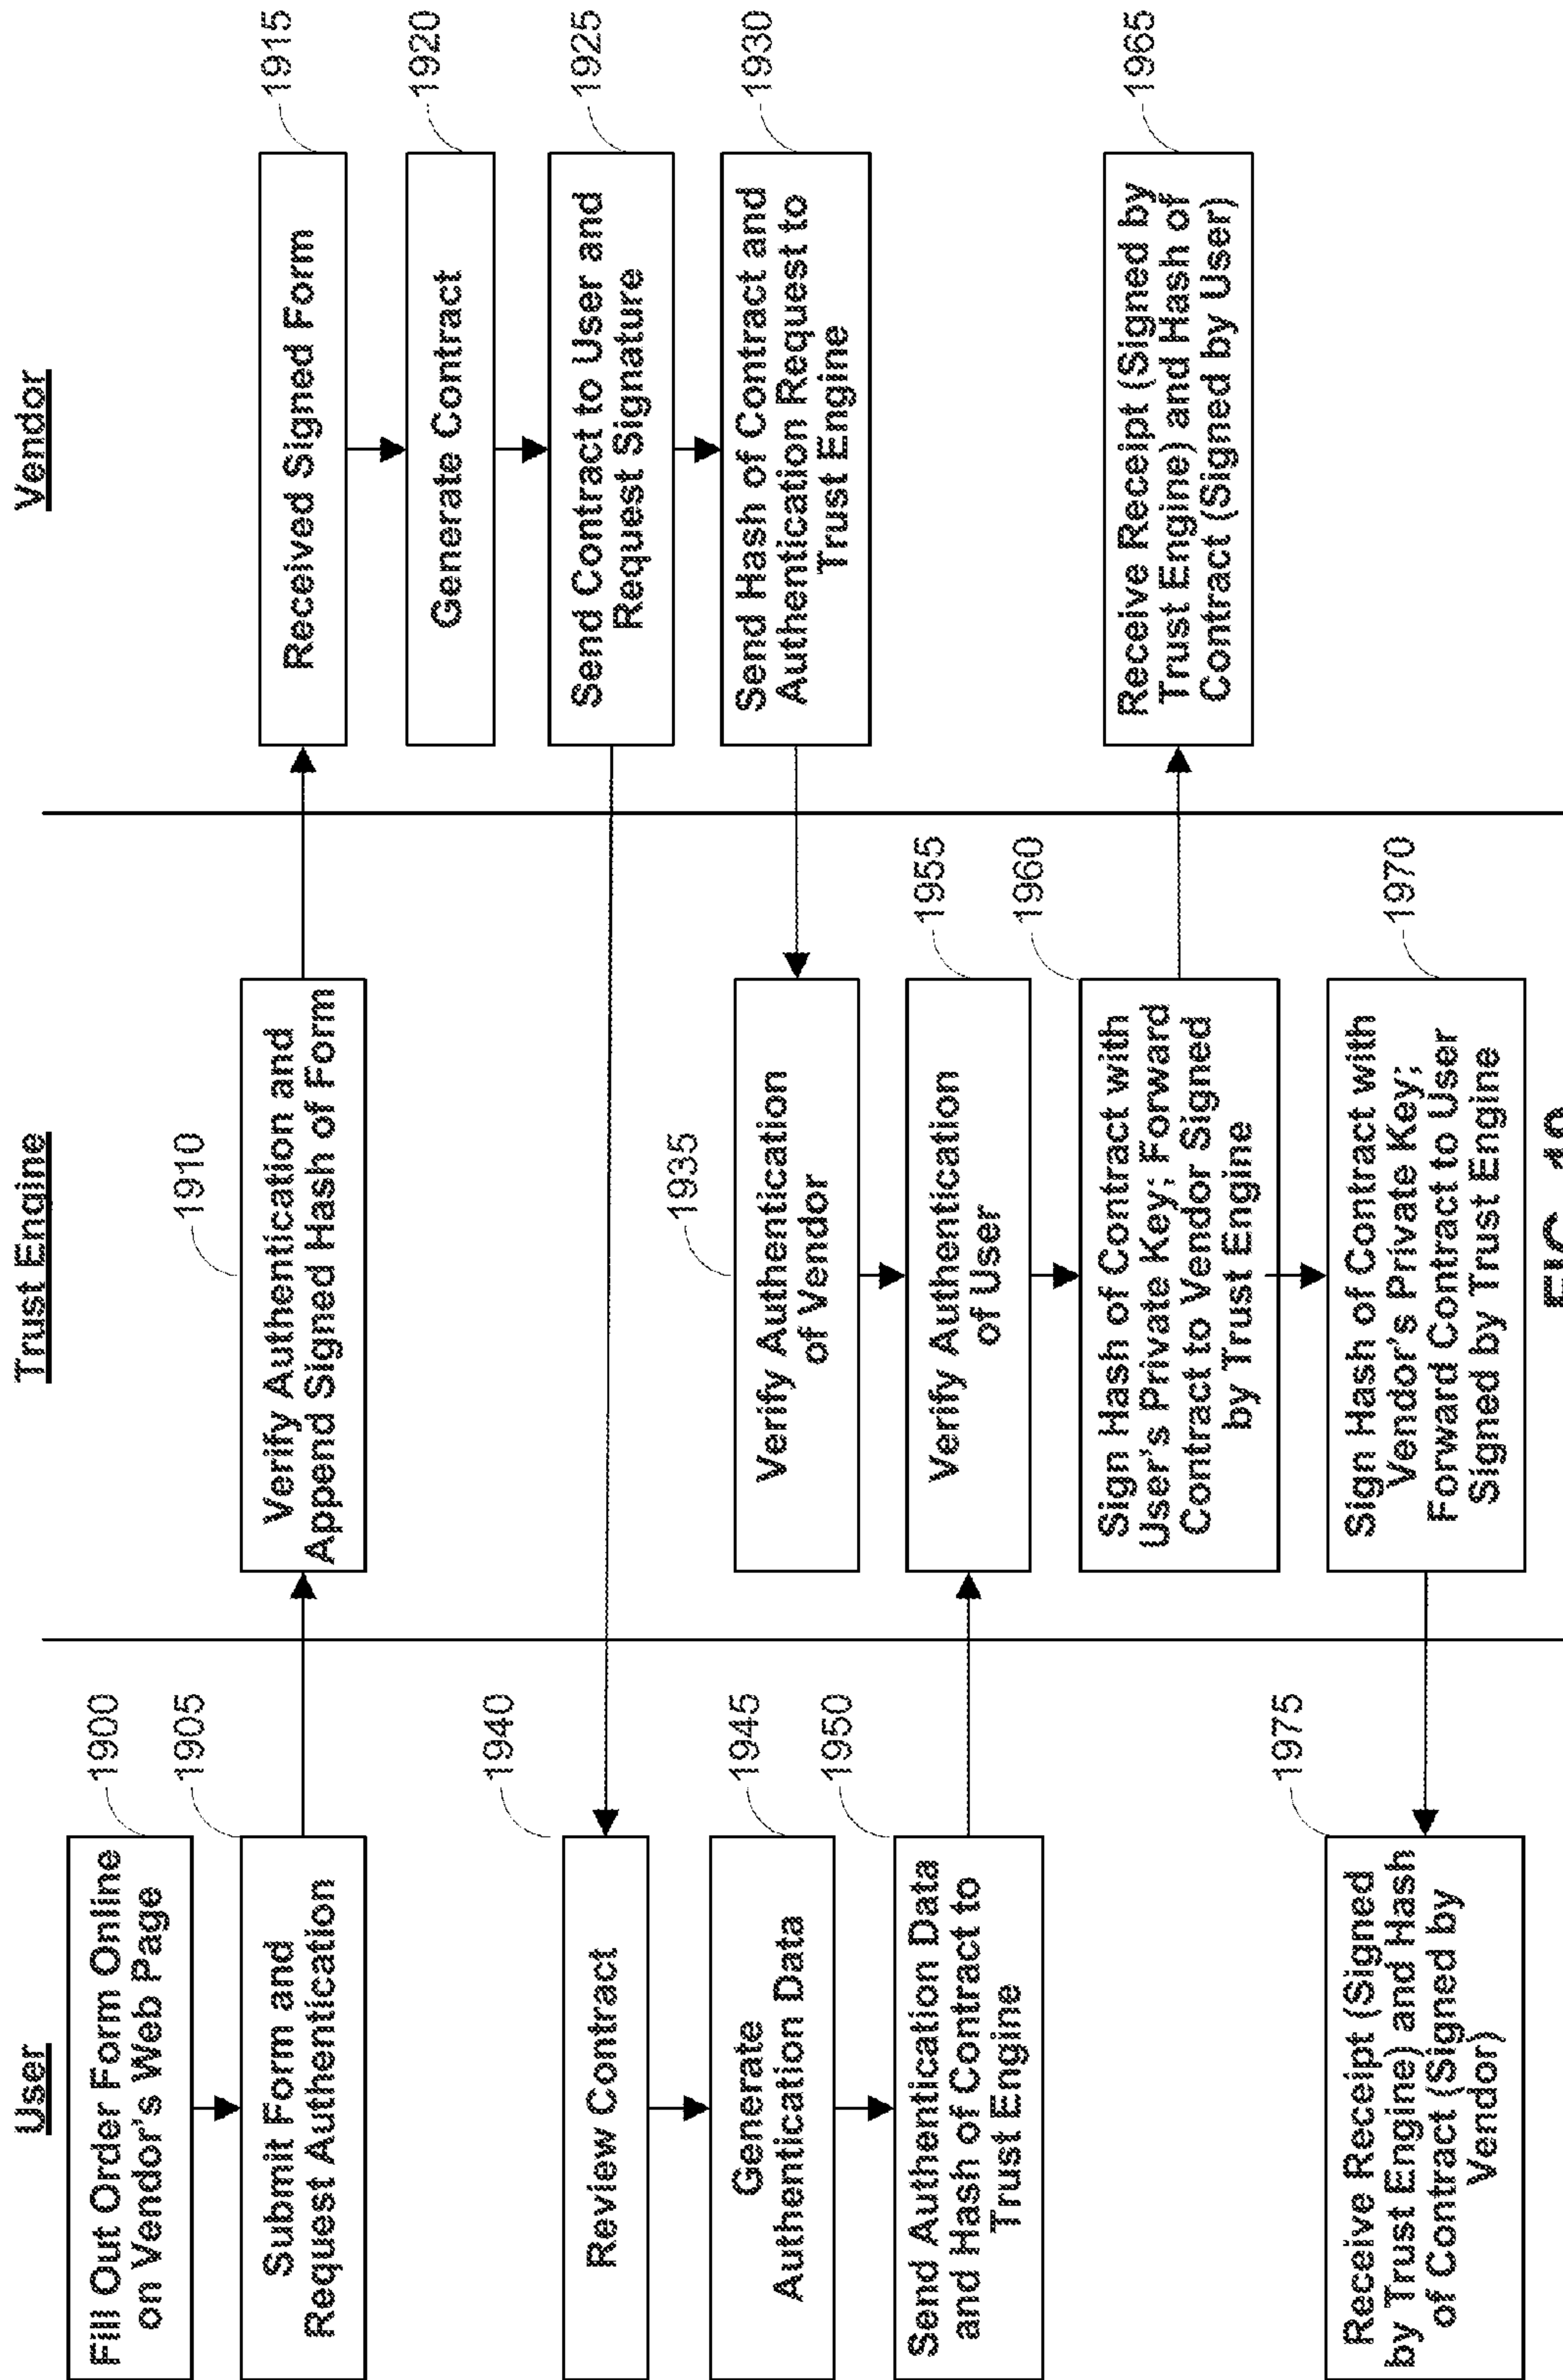 User
Trust Engine
Vendor
Fill Out Order Form Online
on Vendor's Web Page
1900
Submit Form and
Request Authentication
1905
Verify Authentication and
Append Signed Hash of Form
1910
Received Signed Form
1915
Generate Contract
1920
Send Contract to User and
Request Signature
1925
Send Hash of Contract and
Authentication Request to
Trust Engine
1930
Verify Authentication
of Vendor
1935
Review Contract
1940
Generate
Authentication Data
1945
Send Authentication Data
and Hash of Contract to
Trust Engine
1950
Verify Authentication
of User
1955
Sign Hash of Contract with
User's Private Key; Forward
Contract to Vendor Signed
by Trust Engine
1960
Receive Receipt (Signed by
Trust Engine) and Hash of
Contract (Signed by User)
1965
Sign Hash of Contract with
Vendor's Private Key;
Forward Contract to User
Signed by Trust Engine
1970
Receive Receipt (Signed
by Trust Engine) and Hash
of Contract (Signed by
Vendor)
1975